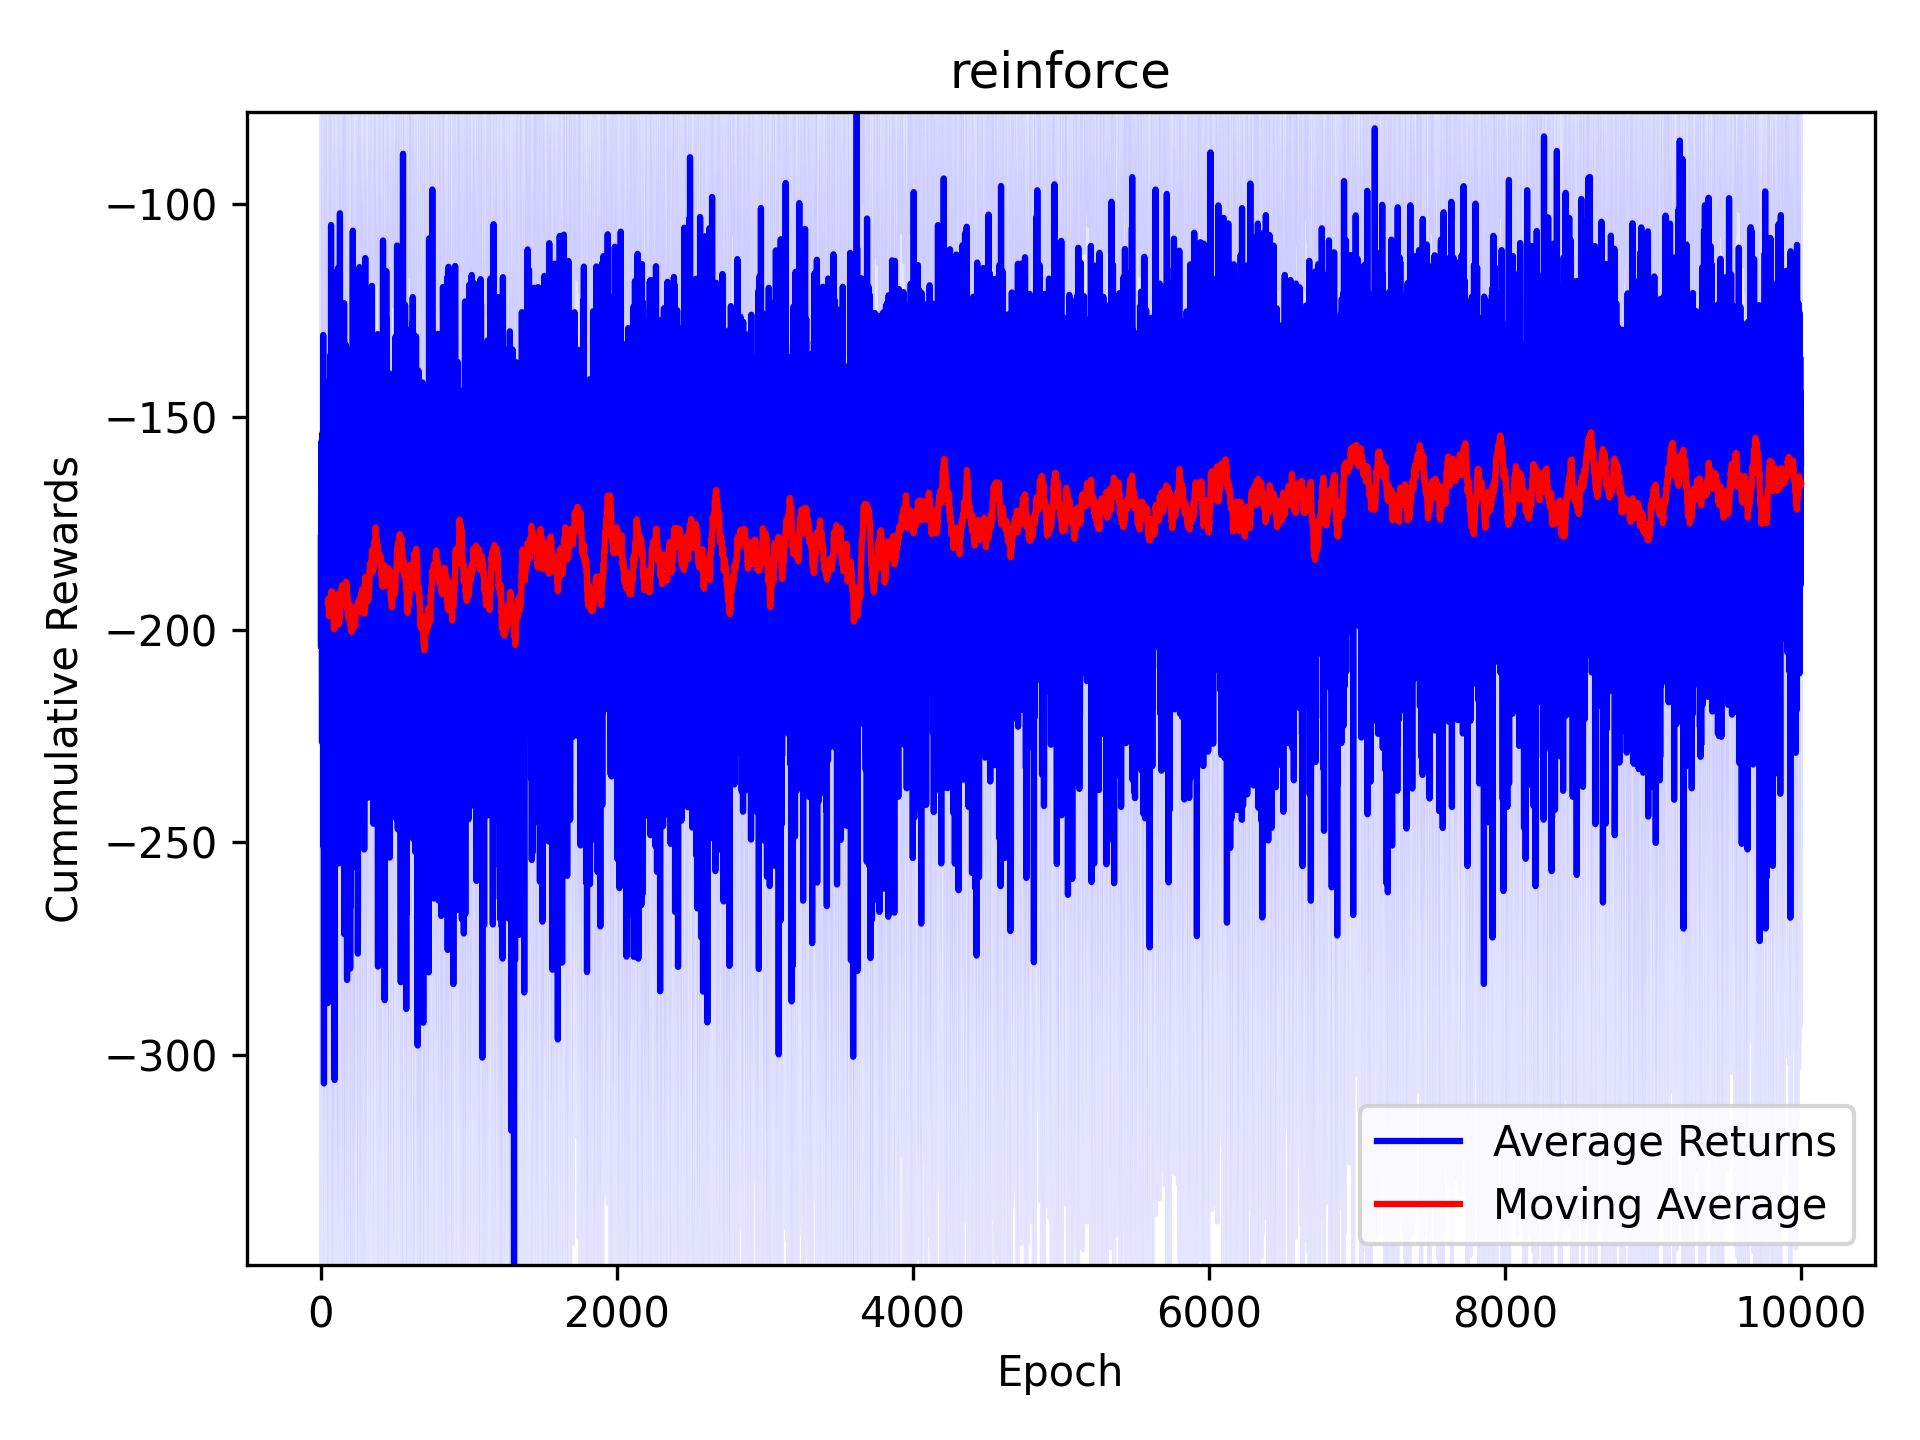 reinforce
Cummulative Rewards
−100
−150
−200
−250
−300
0
2000
4000
6000
8000
10000
Epoch
Average Returns
Moving Average